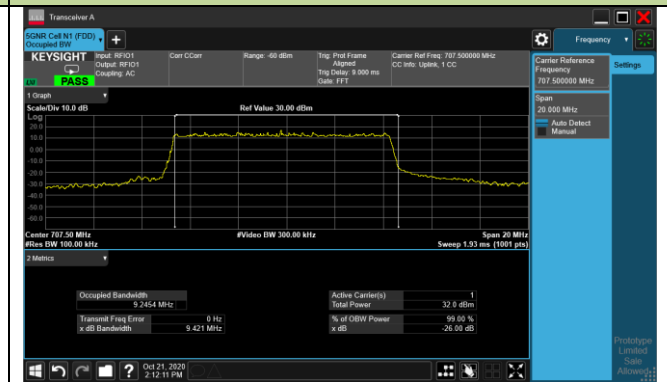 Transceiver A
5GNR Cell N1 (FDD)
Occupied BW
Frequency
KEYSIGHT
Input: RFIO1
Output: RFIO1
Coupling: AC
Corr CCorr
Range: -60 dBm
Trig: Prot Frame
Aligned
Trig Delay: 9.000 ms
Gate: FFT
Carrier Ref Freq: 707.500000 MHz
CC Info: Uplink, 1 CC
PASS
Carrier Reference
Frequency
707.500000 MHz
Settings
Span
20.000 MHz
Auto Detect
Manual
1 Graph
Scale/Div 10.0 dB
Ref Value 30.00 dBm
Log
20.0
10.0
0.00
-10.0
-20.0
-30.0
-40.0
-50.0
-60.0
Center 707.50 MHz
#Video BW 300.00 kHz
Span 20 MHz
#Res BW 100.00 kHz
Sweep 1.93 ms (1001 pts)
2 Metrics
Occupied Bandwidth
9.2454 MHz
Active Carrier(s) 1
Total Power 32.0 dBm
Transmit Freq Error 0 Hz
x dB Bandwidth 9.421 MHz
% of OBW Power 99.00 %
x dB -26.00 dB
Prototype
Limited
Sale
Allowed
Oct 21, 2020
2:12:11 PM